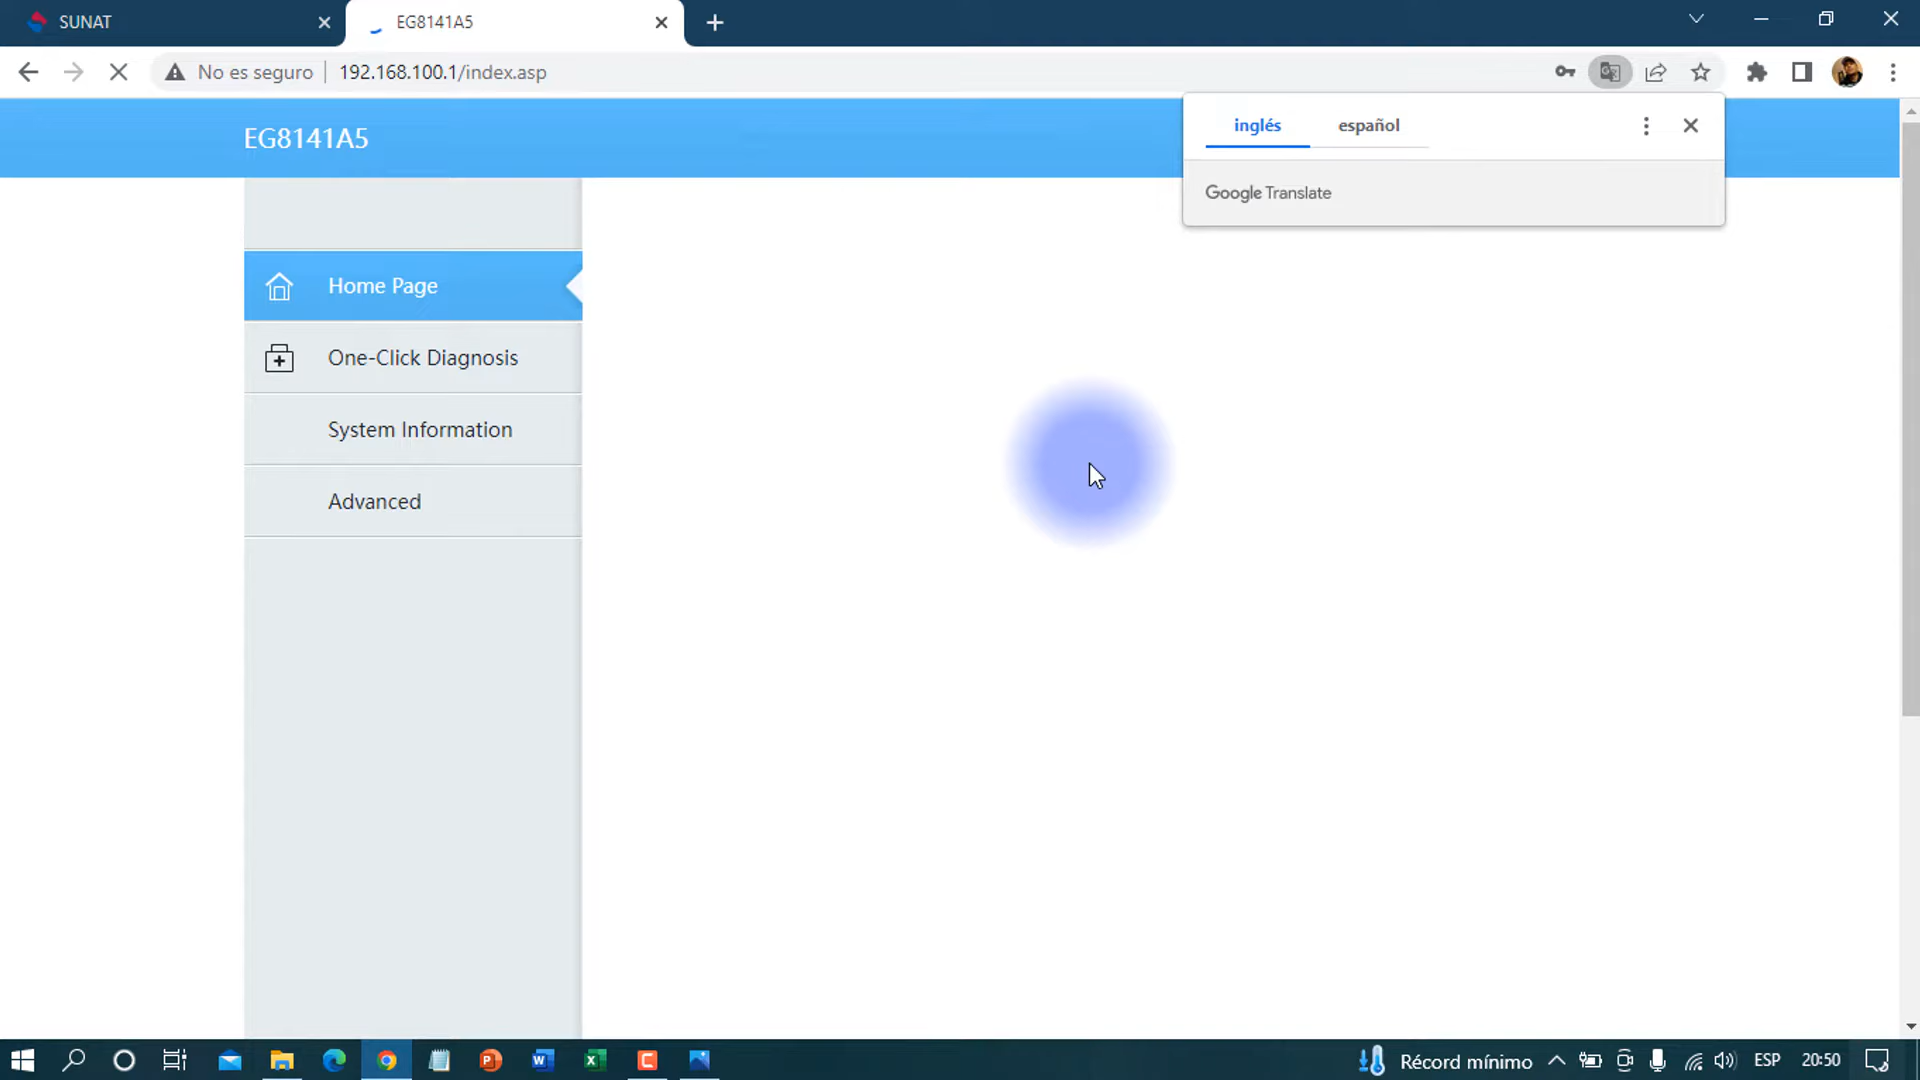 SUNAT
EG8141A5
No es seguro
192.168.100.1/index.asp
EG8141A5
inglés
español
Google Translate
Home Page
One-Click Diagnosis
System Information
Advanced
Récord mínimo
ESP
20:50